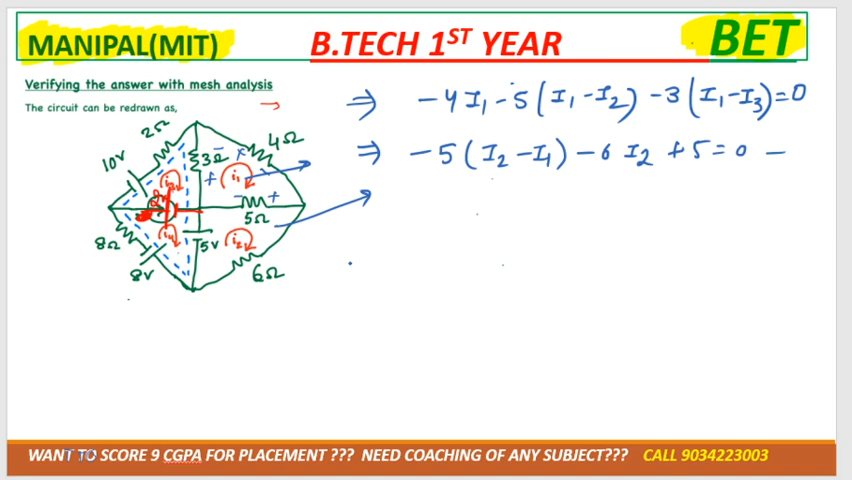 MANIPAL(MIT)
B.TECH 1ST YEAR
BET
Verifying the answer with mesh analysis
The circuit can be redrawn as,
⇒ -4I₁ - 5(I₁ - I₂) - 3(I₁ - I₃) = 0
⇒ -5(I₂ - I₁) - 6I₂ + 5 = 0 -
2Ω
4Ω
10V
3Ω
- +
+
i₁
i₃
- +
5Ω
8Ω
i₄
5V
i₂
8V
6Ω
WANT TO SCORE 9 CGPA FOR PLACEMENT ??? NEED COACHING OF ANY SUBJECT??? CALL 9034223003